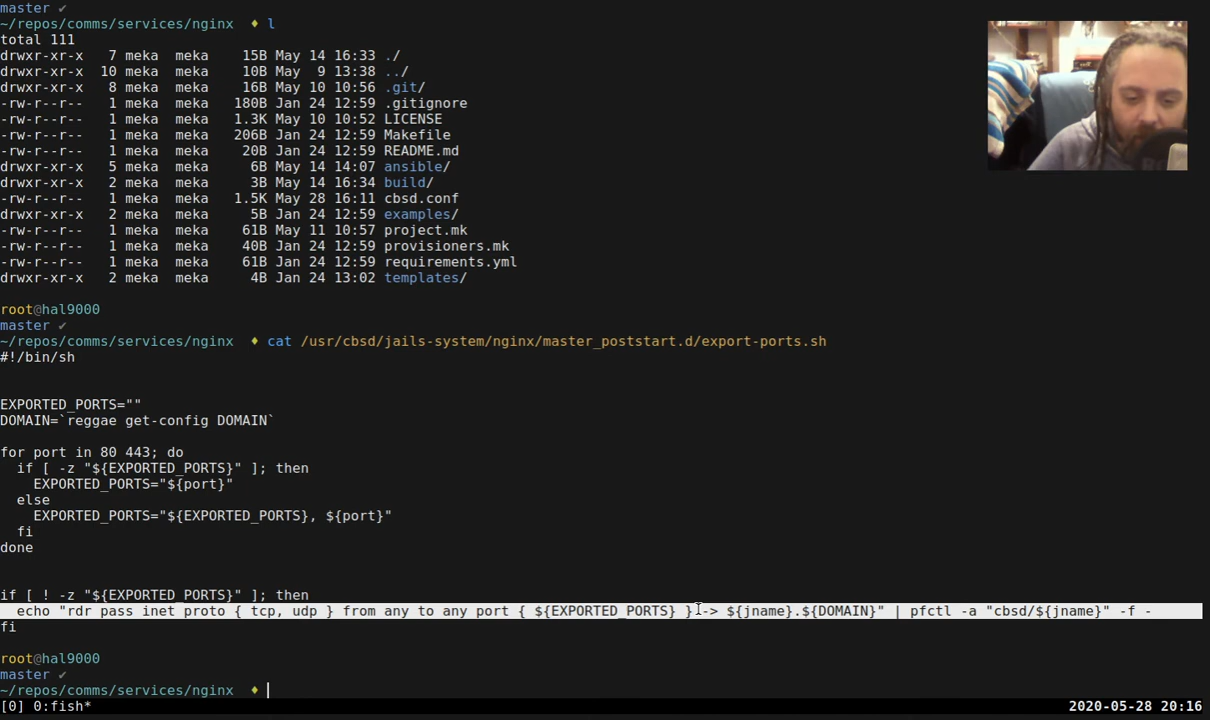 master ✔
~/repos/comms/services/nginx  ♦ l
total 111
drwxr-xr-x   7 meka  meka    15B May 14 16:33 ./
drwxr-xr-x  10 meka  meka    10B May  9 13:38 ../
drwxr-xr-x   8 meka  meka    16B May 10 10:56 .git/
-rw-r--r--   1 meka  meka   180B Jan 24 12:59 .gitignore
-rw-r--r--   1 meka  meka   1.3K May 10 10:52 LICENSE
-rw-r--r--   1 meka  meka   206B Jan 24 12:59 Makefile
-rw-r--r--   1 meka  meka    20B Jan 24 12:59 README.md
drwxr-xr-x   5 meka  meka     6B May 14 14:07 ansible/
drwxr-xr-x   2 meka  meka     3B May 14 16:34 build/
-rw-r--r--   1 meka  meka   1.5K May 28 16:11 cbsd.conf
drwxr-xr-x   2 meka  meka     5B Jan 24 12:59 examples/
-rw-r--r--   1 meka  meka    61B May 11 10:57 project.mk
-rw-r--r--   1 meka  meka    40B Jan 24 12:59 provisioners.mk
-rw-r--r--   1 meka  meka    61B Jan 24 12:59 requirements.yml
drwxr-xr-x   2 meka  meka     4B Jan 24 13:02 templates/
root@hal9000
master ✔
~/repos/comms/services/nginx  ♦ cat /usr/cbsd/jails-system/nginx/master_poststart.d/export-ports.sh
#!/bin/sh
EXPORTED_PORTS=""
DOMAIN=`reggae get-config DOMAIN`
for port in 80 443; do
  if [ -z "${EXPORTED_PORTS}" ]; then
    EXPORTED_PORTS="${port}"
  else
    EXPORTED_PORTS="${EXPORTED_PORTS}, ${port}"
  fi
done
if [ ! -z "${EXPORTED_PORTS}" ]; then
  echo "rdr pass inet proto { tcp, udp } from any to any port { ${EXPORTED_PORTS} } -> ${jname}.${DOMAIN}" | pfctl -a "cbsd/${jname}" -f -
fi
root@hal9000
master ✔
~/repos/comms/services/nginx  ♦
[0] 0:fish* 2020-05-28 20:16